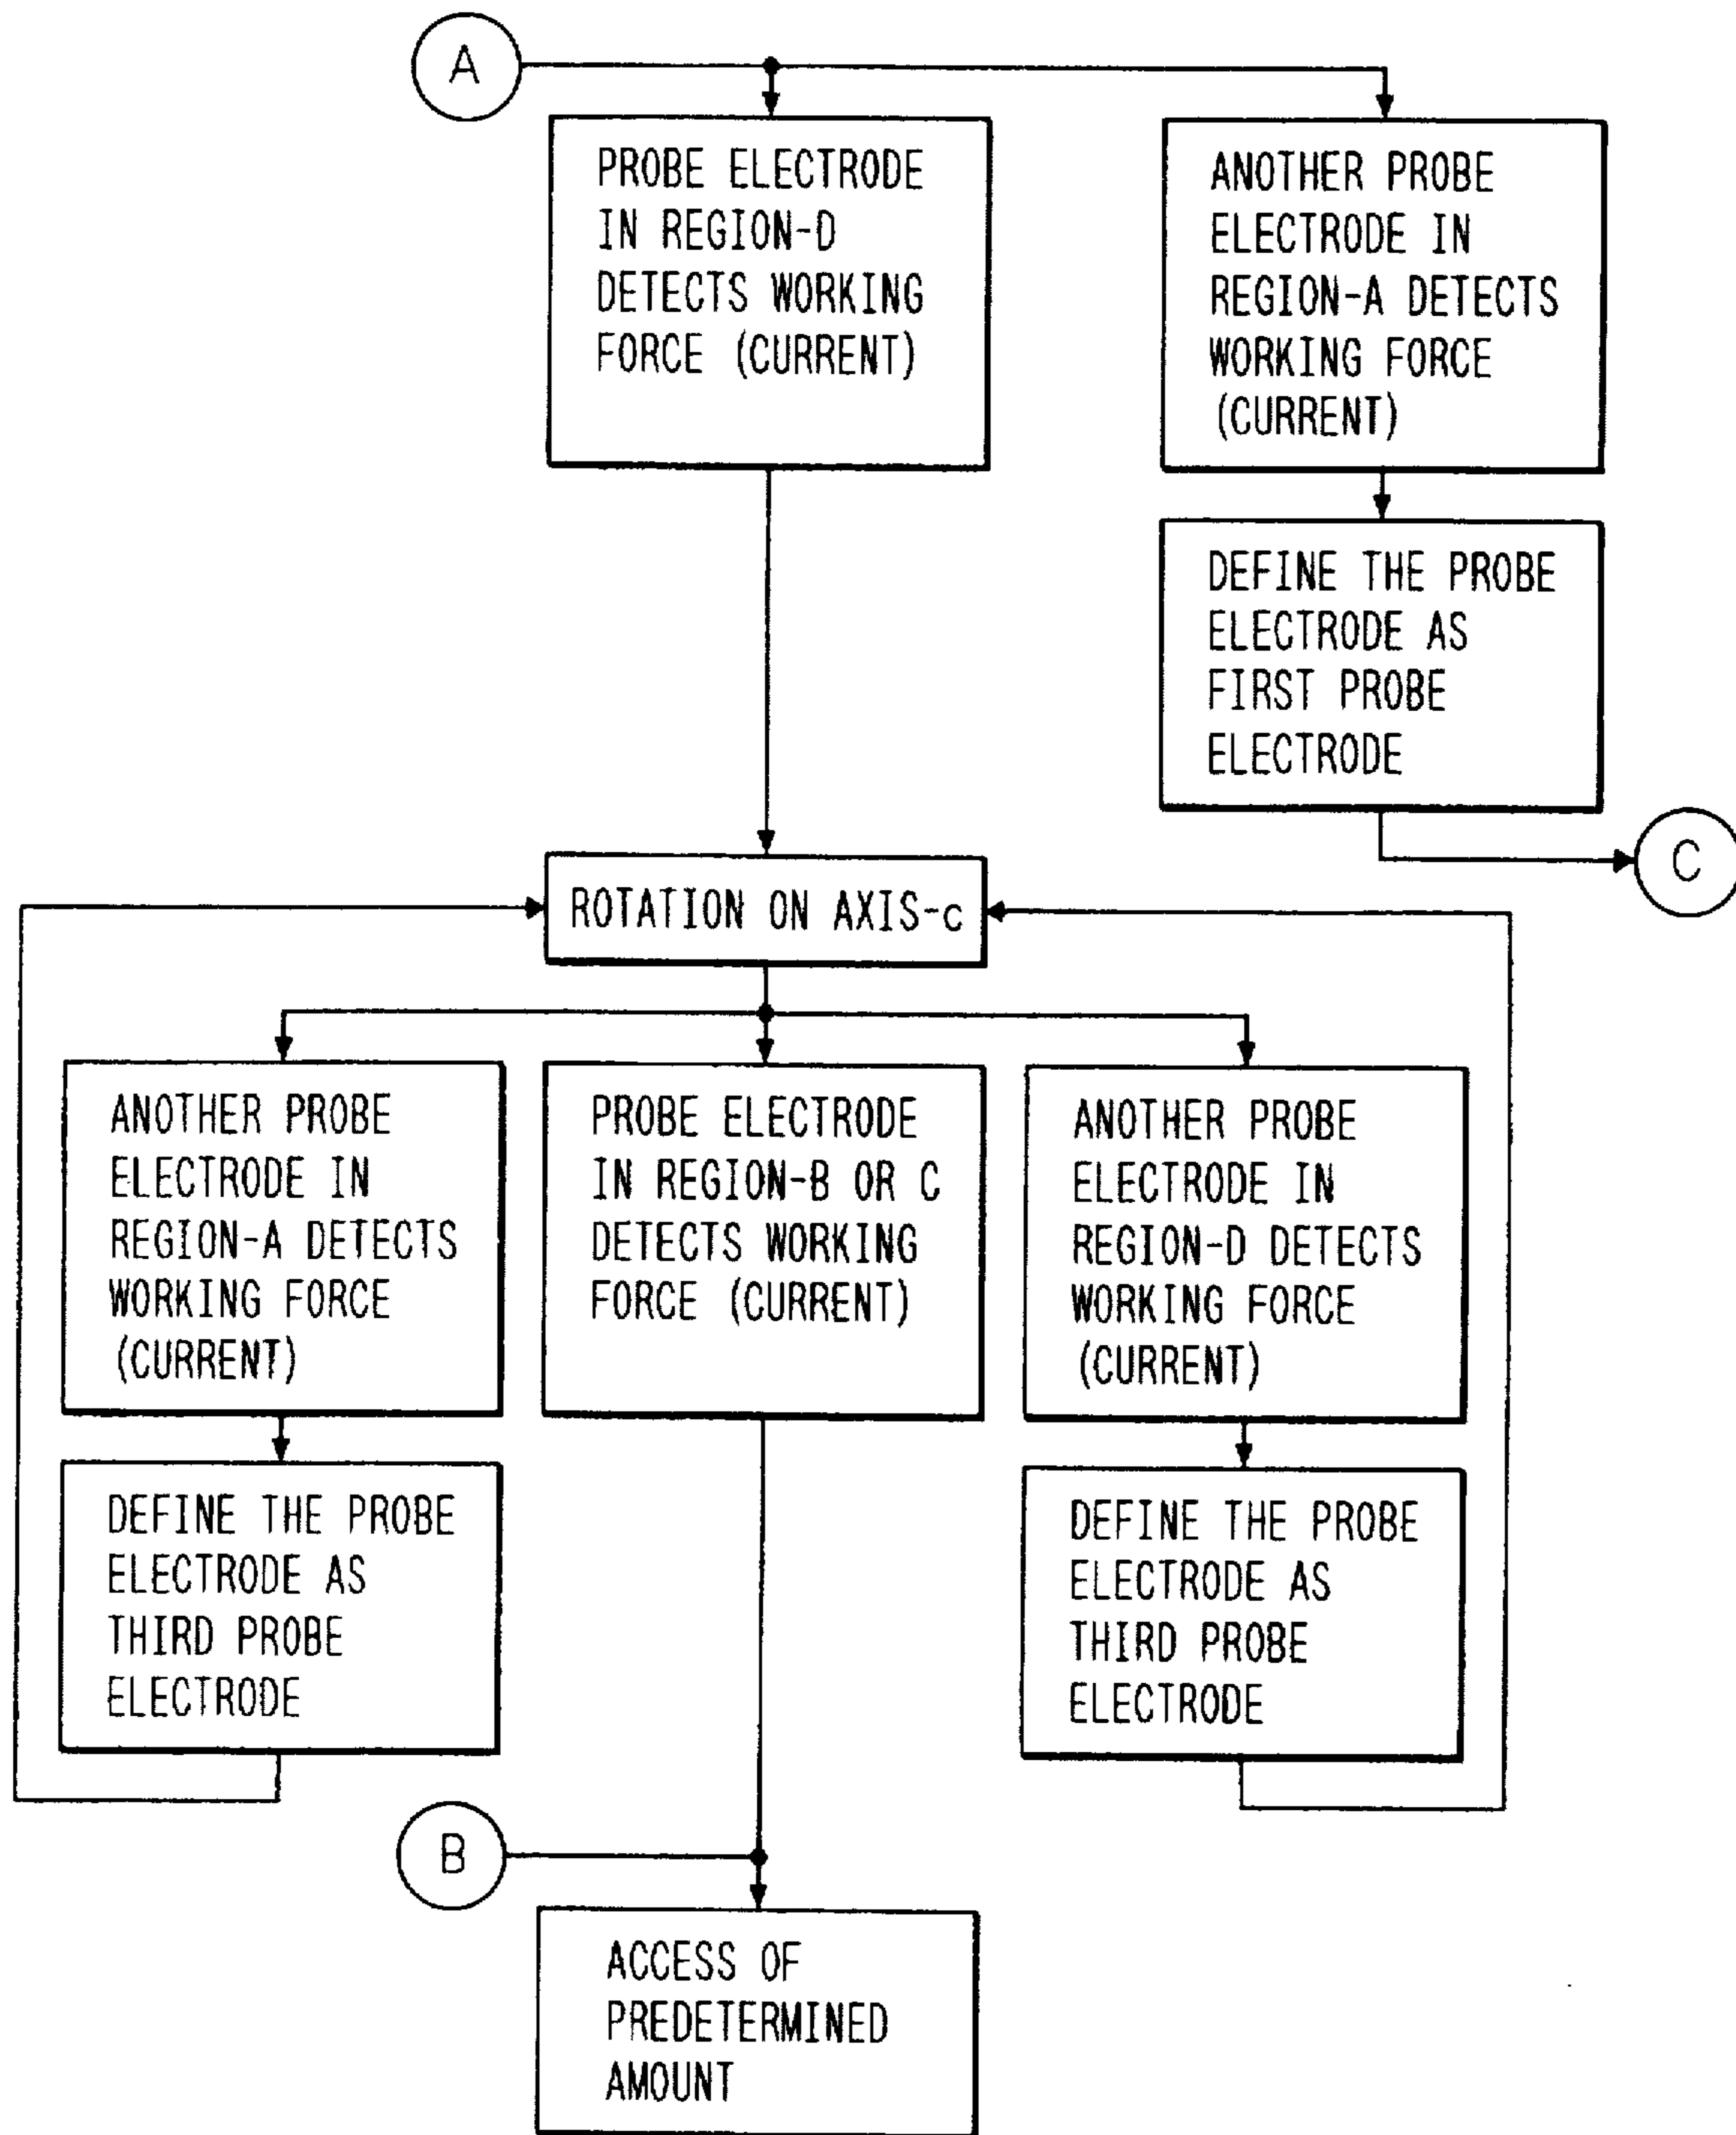 A
PROBE ELECTRODE
IN REGION-D
DETECTS WORKING
FORCE (CURRENT)
ANOTHER PROBE
ELECTRODE IN
REGION-A DETECTS
WORKING FORCE
(CURRENT)
DEFINE THE PROBE
ELECTRODE AS
FIRST PROBE
ELECTRODE
C
ROTATION ON AXIS-c
ANOTHER PROBE
ELECTRODE IN
REGION-A DETECTS
WORKING FORCE
(CURRENT)
PROBE ELECTRODE
IN REGION-B OR C
DETECTS WORKING
FORCE (CURRENT)
ANOTHER PROBE
ELECTRODE IN
REGION-D DETECTS
WORKING FORCE
(CURRENT)
DEFINE THE PROBE
ELECTRODE AS
THIRD PROBE
ELECTRODE
DEFINE THE PROBE
ELECTRODE AS
THIRD PROBE
ELECTRODE
B
ACCESS OF
PREDETERMINED
AMOUNT